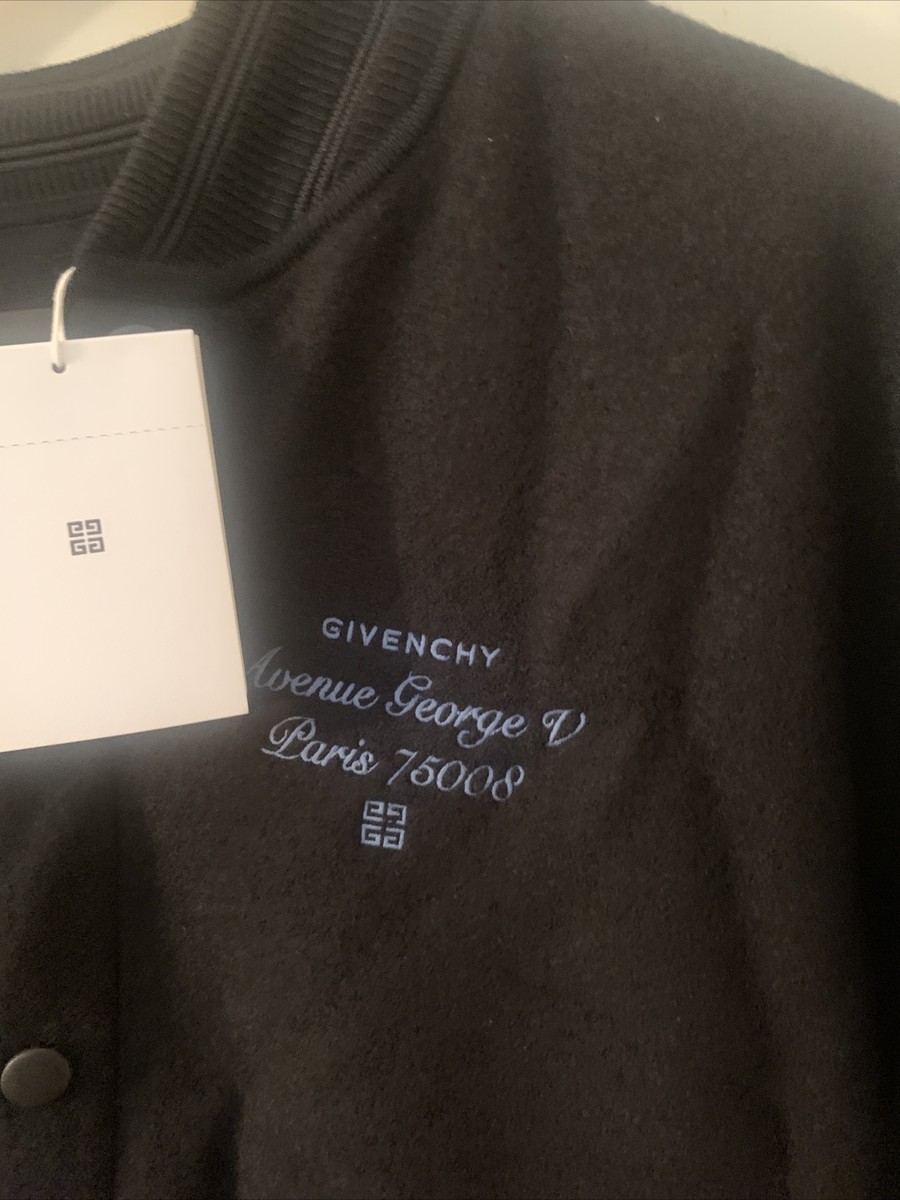 GIVENCHY
Avenue George V
Paris 75008